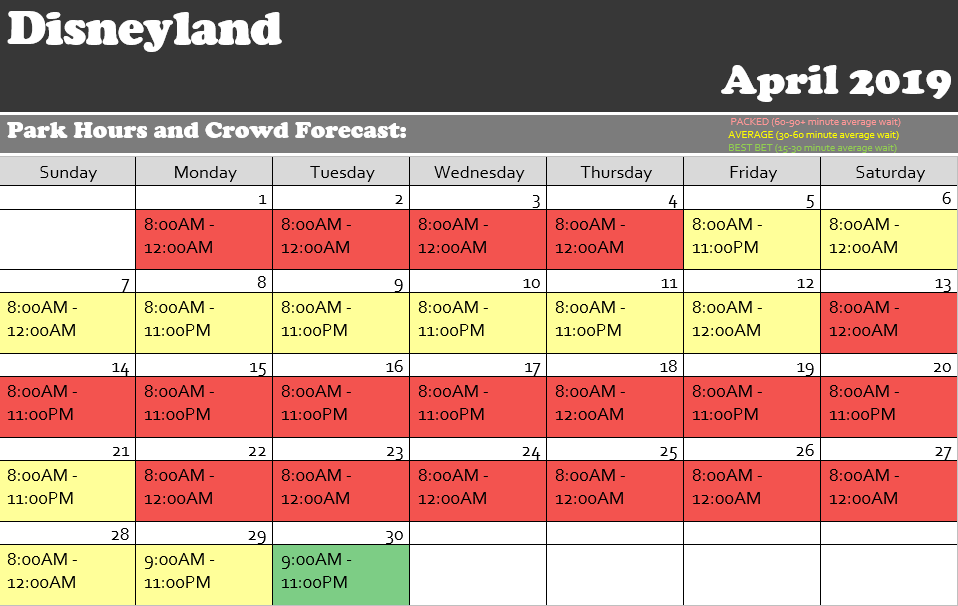 Disneyland
April 2019
Park Hours and Crowd Forecast:
PACKED (60-90+ minute average wait)
AVERAGE (30-60 minute average wait)
BEST BET (15-30 minute average wait)
Sunday Monday Tuesday Wednesday Thursday Friday Saturday
1 2 3 4 5 6
8:00AM - 8:00AM - 8:00AM - 8:00AM - 8:00AM - 8:00AM -
12:00AM 12:00AM 12:00AM 12:00AM 11:00PM 12:00AM
7 8 9 10 11 12 13
8:00AM - 8:00AM - 8:00AM - 8:00AM - 8:00AM - 8:00AM - 8:00AM -
12:00AM 11:00PM 11:00PM 11:00PM 11:00PM 12:00AM 12:00AM
14 15 16 17 18 19 20
8:00AM - 8:00AM - 8:00AM - 8:00AM - 8:00AM - 8:00AM - 8:00AM -
11:00PM 11:00PM 11:00PM 11:00PM 12:00AM 11:00PM 11:00PM
21 22 23 24 25 26 27
8:00AM - 8:00AM - 8:00AM - 8:00AM - 8:00AM - 8:00AM - 8:00AM -
11:00PM 12:00AM 12:00AM 12:00AM 12:00AM 12:00AM 12:00AM
28 29 30
8:00AM - 9:00AM - 9:00AM -
12:00AM 11:00PM 11:00PM